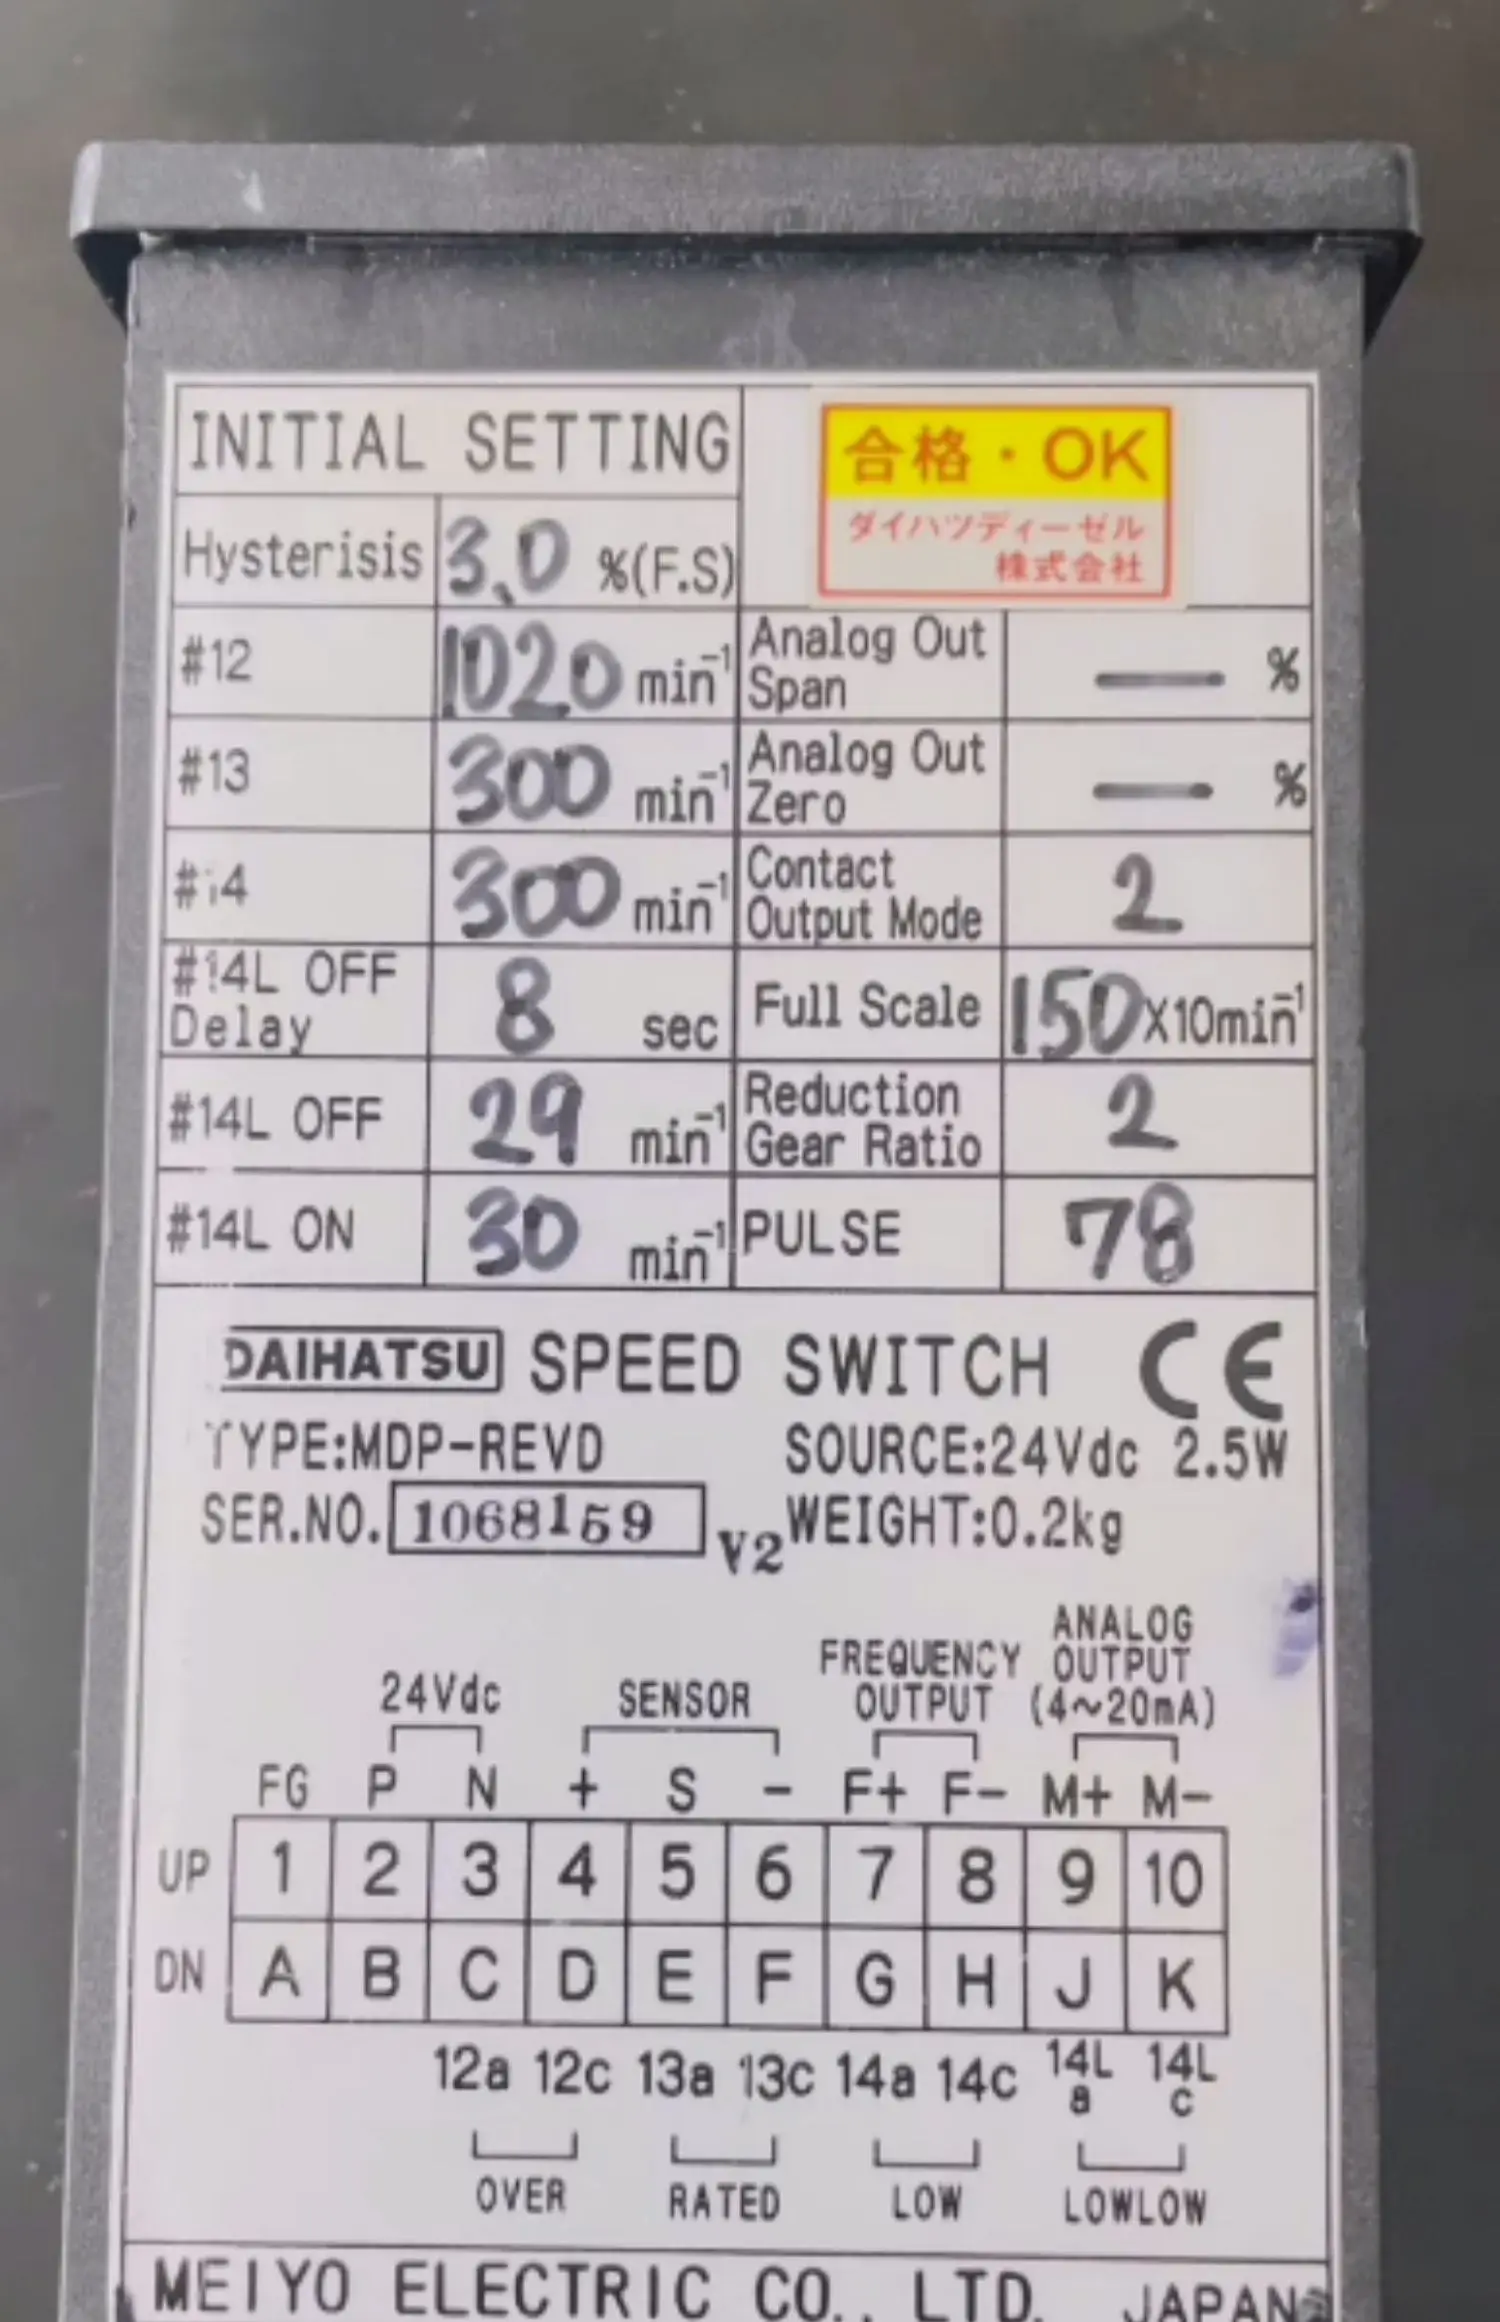 INITIAL SETTING
合格・OK
ダイハツディーゼル
株式会社
Hysterisis 3.0 %(F.S)
#12 1020 min⁻¹ Analog Out Span — %
#13 300 min⁻¹ Analog Out Zero — %
#14 300 min⁻¹ Contact Output Mode 2
#14L OFF Delay 8 sec Full Scale 150 X10min⁻¹
#14L OFF 29 min⁻¹ Reduction Gear Ratio 2
#14L ON 30 min⁻¹ PULSE 78
DAIHATSU SPEED SWITCH CE
TYPE:MDP-REVD SOURCE:24Vdc 2.5W
SER.NO. 1068159 V2 WEIGHT:0.2kg
24Vdc SENSOR FREQUENCY OUTPUT ANALOG OUTPUT (4~20mA)
FG P N + S - F+ F- M+ M-
UP 1 2 3 4 5 6 7 8 9 10
DN A B C D E F G H J K
12a 12c 13a 13c 14a 14c 14La 14Lc
OVER RATED LOW LOWLOW
MEIYO ELECTRIC CO., LTD. JAPAN